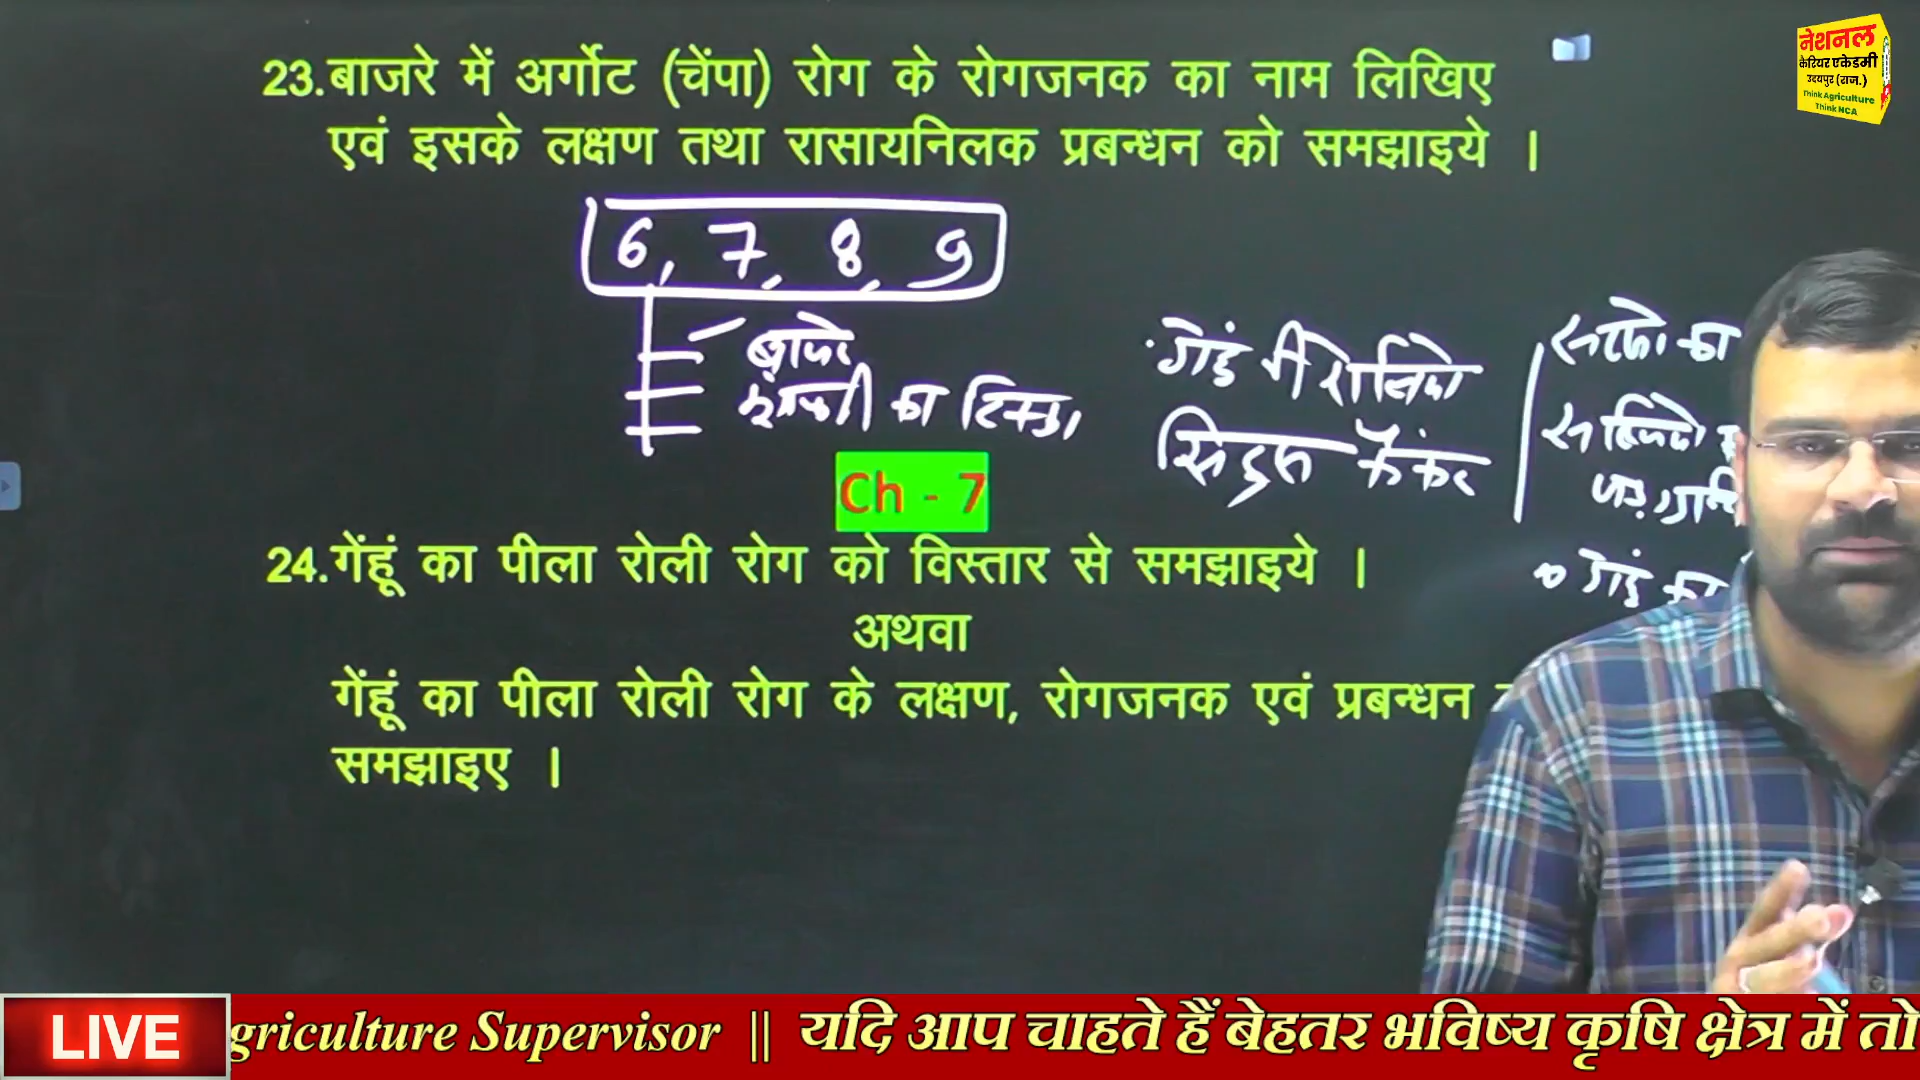 23.बाजरे में अर्गोट (चेंपा) रोग के रोगजनक का नाम लिखिए
एवं इसके लक्षण तथा रासायनिलक प्रबन्धन को समझाइये ।
नेशनल
कैरियर एकेडमी
उदयपुर (राज.)
Think Agriculture
Think NCA
6, 7, 8, 9
का
का
Ch - 7
24.गेंहूं का पीला रोली रोग को विस्तार से समझाइये ।
अथवा
गेंहूं का पीला रोली रोग के लक्षण, रोगजनक एवं प्रबन्धन
समझाइए ।
LIVE
griculture Supervisor || यदि आप चाहते हैं बेहतर भविष्य कृषि क्षेत्र में तो